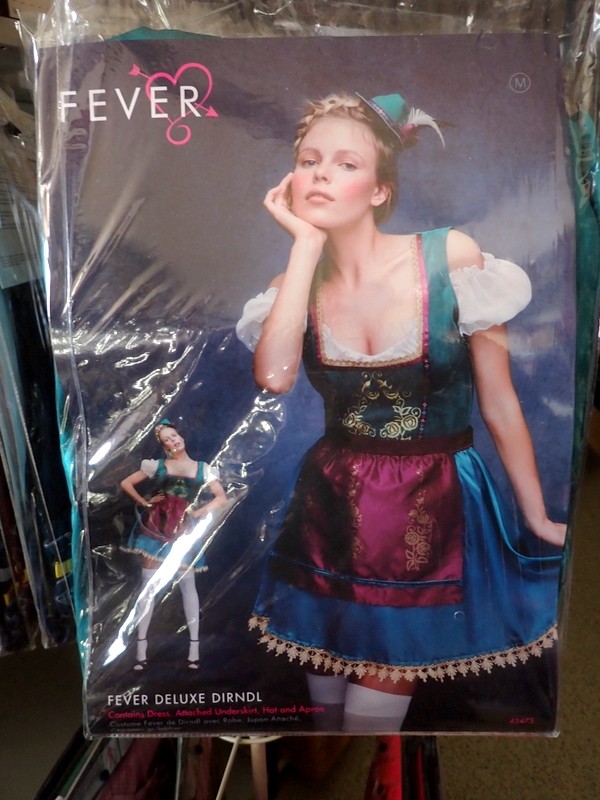 FEVER
M
FEVER DELUXE DIRNDL
Contains Dress, Attached Underskirt, Hat and Apron
Costume Fever de Dirndl avec Robe, Jupon Attaché,
43475